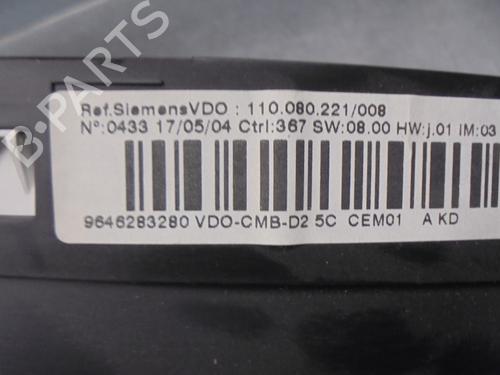 Ref.SiemensVDO : 110.080.221/008
N°:0433 17/05/04 Ctrl:367 SW:08.00 HW:j.01 IM:03
9646283280 VDO-CMB-D2 5C CEM01 A KD
B-PARTS